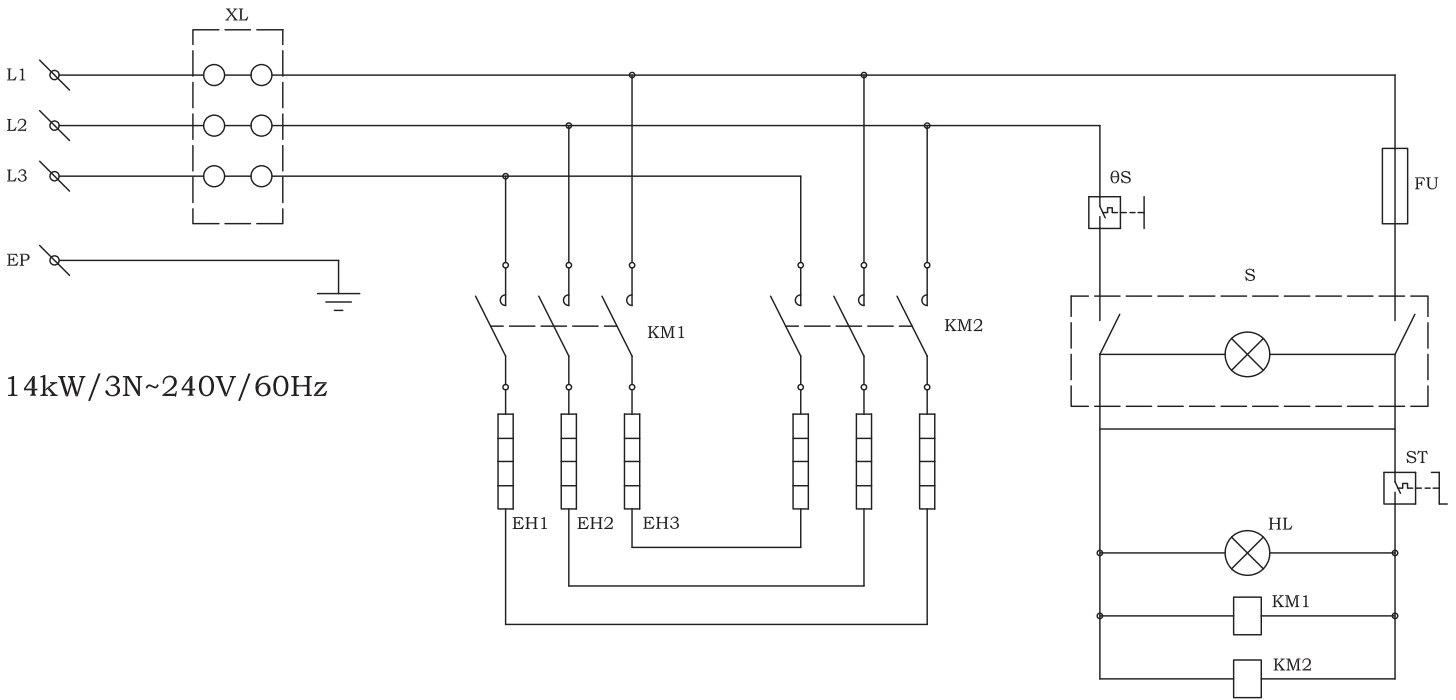 XL
L1
L2
L3
θS
FU
EP
S
KM1
KM2
14kW/3N~240V/60Hz
ST
EH1
EH2
EH3
HL
KM1
KM2